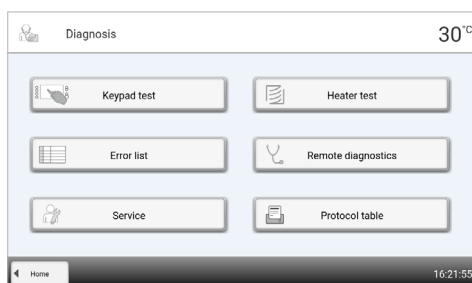 Diagnosis
30°C
Keypad test
Heater test
Error list
Remote diagnostics
Service
Protocol table
Home
16:21:55